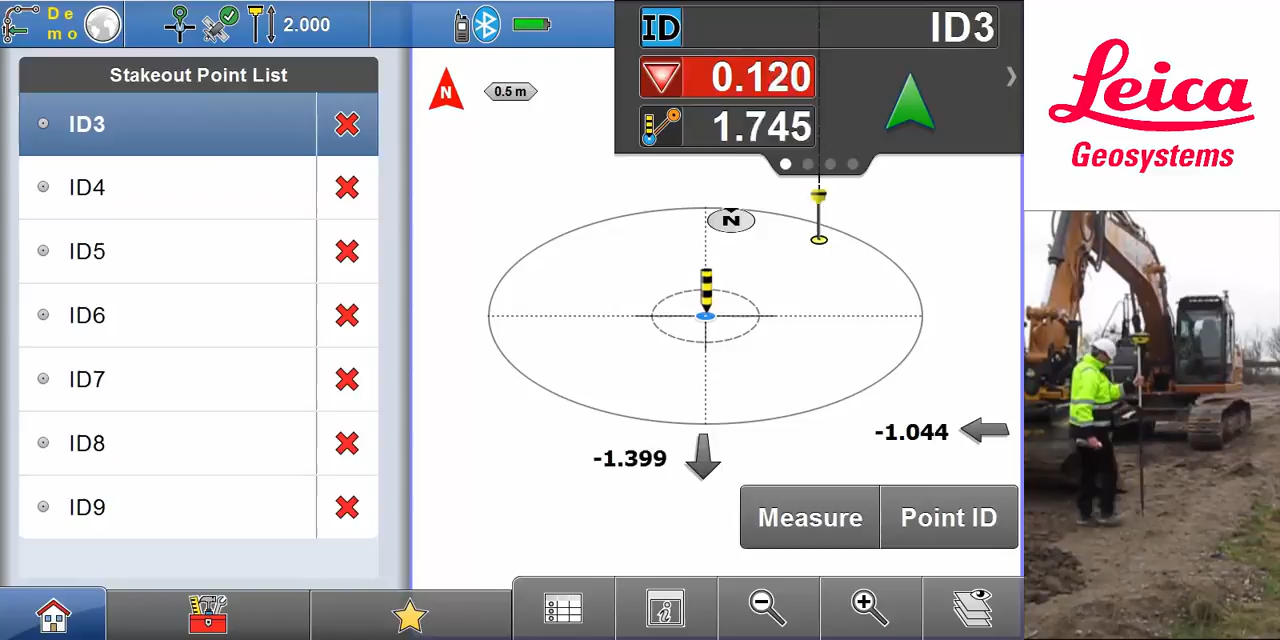 De
mo
2.000
Stakeout Point List
ID3
ID4
ID5
ID6
ID7
ID8
ID9
N
0.5 m
ID
ID3
0.120
1.745
N
-1.044
-1.399
Measure
Point ID
Leica
Geosystems